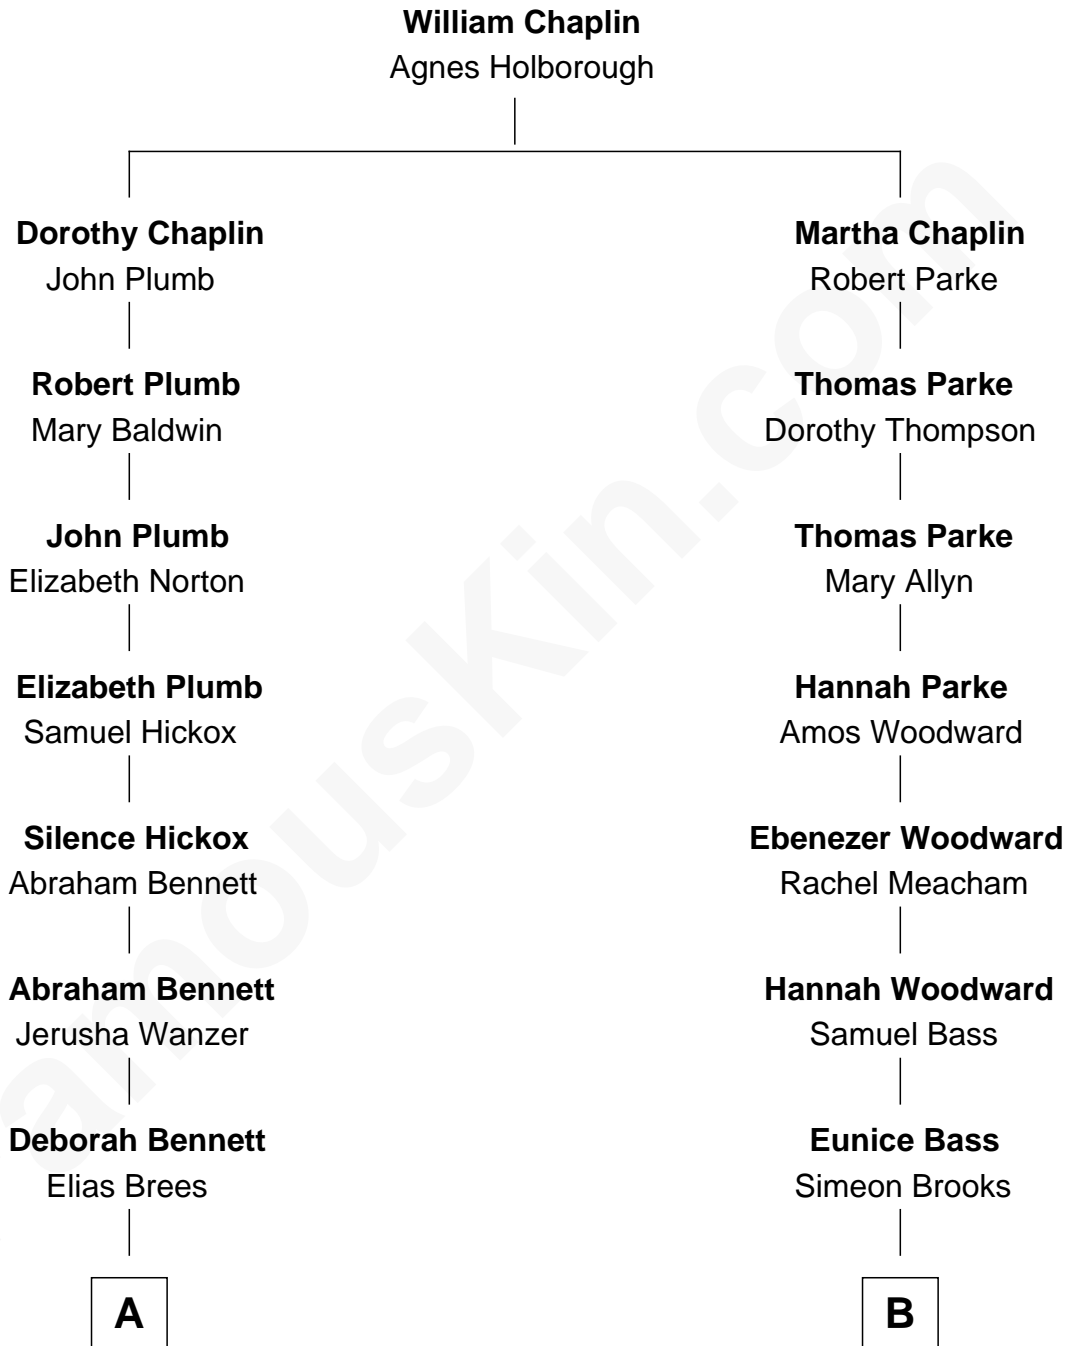 William Chaplin
Agnes Holborough
Dorothy Chaplin
John Plumb
Martha Chaplin
Robert Parke
Robert Plumb
Mary Baldwin
Thomas Parke
Dorothy Thompson
John Plumb
Elizabeth Norton
Thomas Parke
Mary Allyn
Elizabeth Plumb
Samuel Hickox
Hannah Parke
Amos Woodward
Silence Hickox
Abraham Bennett
Ebenezer Woodward
Rachel Meacham
Abraham Bennett
Jerusha Wanzer
Hannah Woodward
Samuel Bass
Deborah Bennett
Elias Brees
Eunice Bass
Simeon Brooks
A
B
amouskin.com